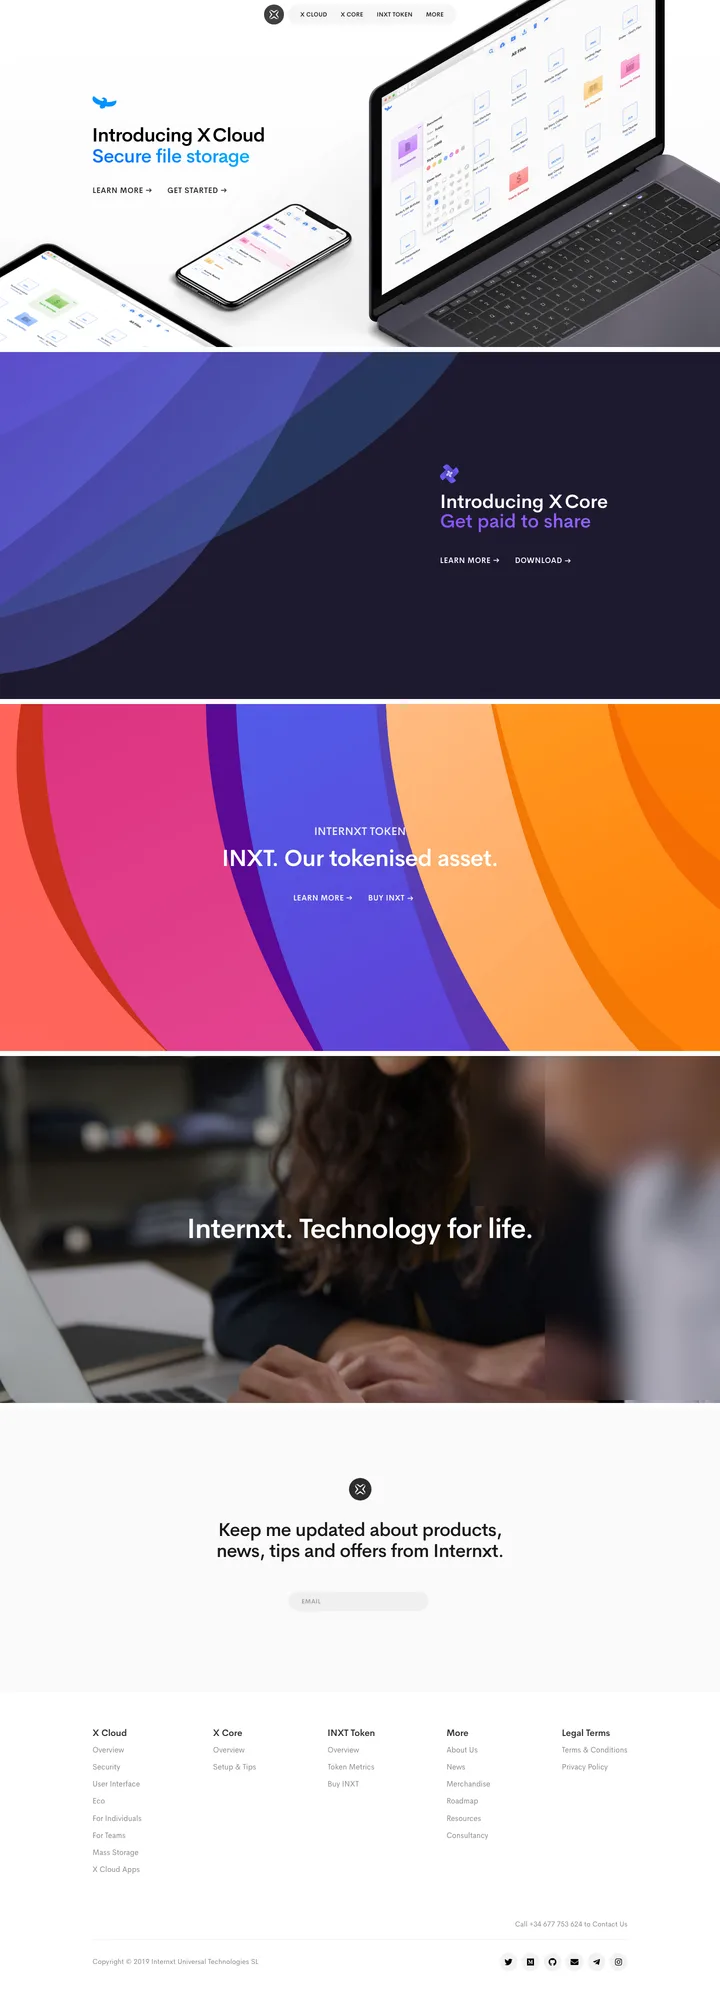 X CLOUD
X CORE
INXT TOKEN
MORE
All Files
Introducing X Cloud
Secure file storage
LEARN MORE →
GET STARTED →
All Files
Introducing X Core
Get paid to share
LEARN MORE →
DOWNLOAD →
INTERNXT TOKEN
INXT. Our tokenised asset.
LEARN MORE →
BUY INXT →
Internxt. Technology for life.
Keep me updated about products,
news, tips and offers from Internxt.
EMAIL
X Cloud
Overview
Security
User Interface
Eco
For Individuals
For Teams
Mass Storage
X Cloud Apps
X Core
Overview
Setup & Tips
INXT Token
Overview
Token Metrics
Buy INXT
More
About Us
News
Merchandise
Roadmap
Resources
Consultancy
Legal Terms
Terms & Conditions
Privacy Policy
Call +34 677 753 624 to Contact Us
Copyright © 2019 Internxt Universal Technologies SL